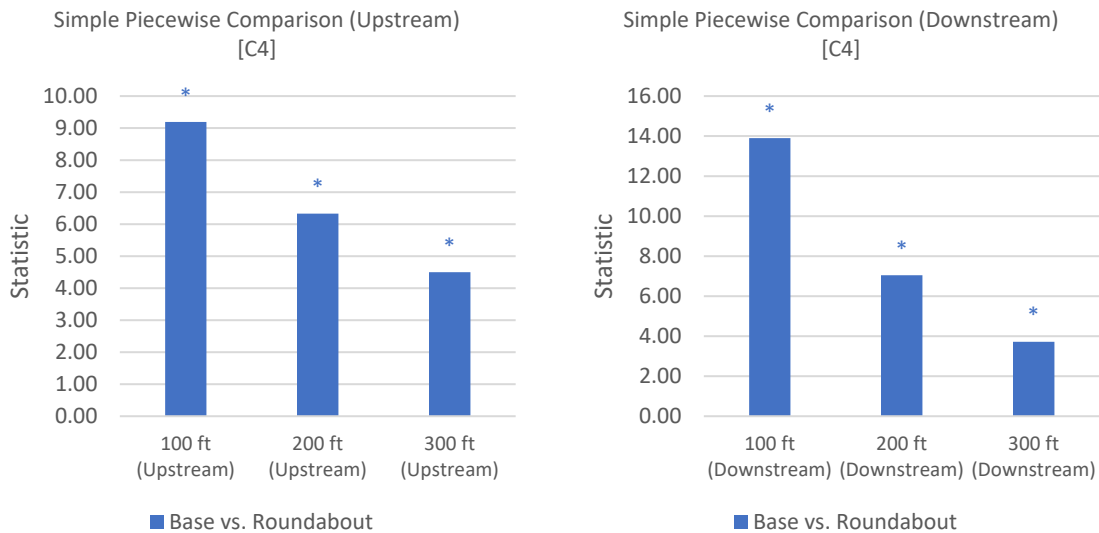 Simple Piecewise Comparison (Upstream)
[C4]
10.00
9.00
8.00
7.00
6.00
5.00
4.00
3.00
2.00
1.00
0.00
Statistic
*
*
*
100 ft
(Upstream)
200 ft
(Upstream)
300 ft
(Upstream)
Base vs. Roundabout
Simple Piecewise Comparison (Downstream)
[C4]
16.00
14.00
12.00
10.00
8.00
6.00
4.00
2.00
0.00
Statistic
*
*
*
100 ft
(Downstream)
200 ft
(Downstream)
300 ft
(Downstream)
Base vs. Roundabout